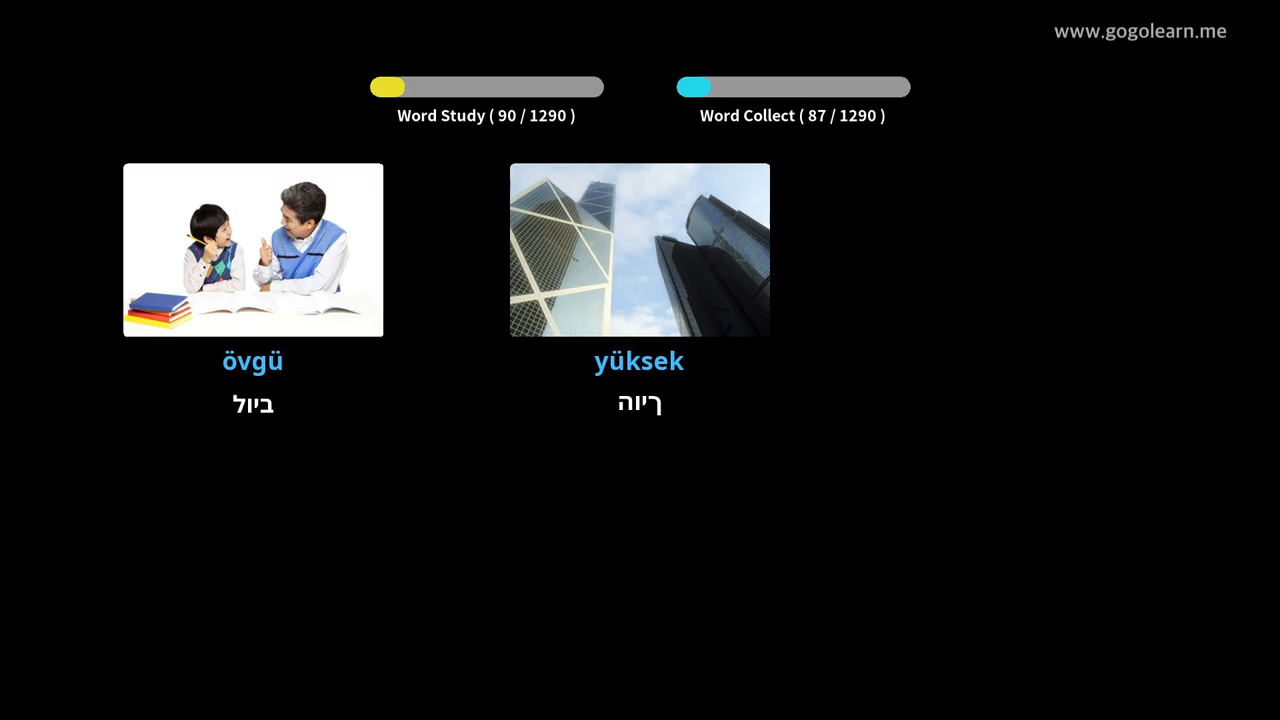 www.gogolearn.me
Word Study ( 90 / 1290 )
Word Collect ( 87 / 1290 )
övgü
ביול
yüksek
ךיוה